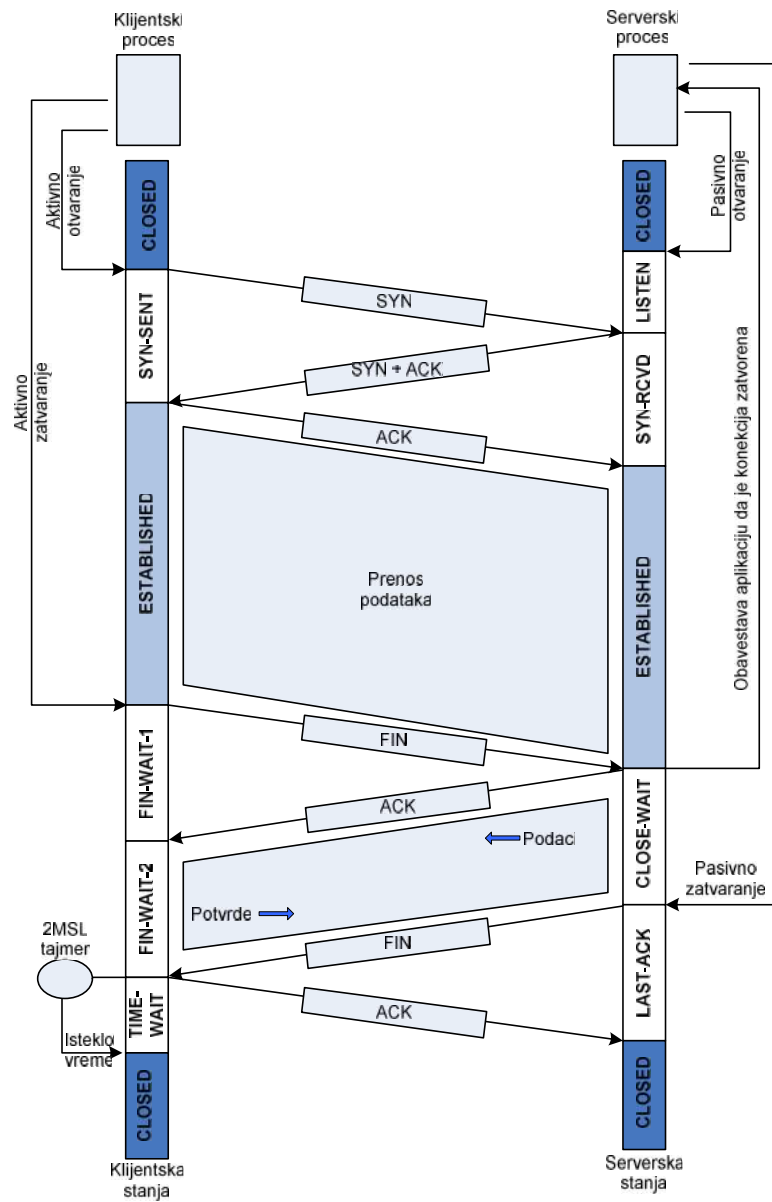 Klijentski
proces
Serverski
proces
Aktivno
otvaranje
Pasivno
otvaranje
CLOSED
CLOSED
SYN
LISTEN
SYN-SENT
SYN + ACK
SYN-RCVD
Aktivno
zatvaranje
ACK
ESTABLISHED
Prenos
podataka
ESTABLISHED
Obavestava aplikaciju da je konekcija zatvorena
FIN
FIN-WAIT-1
ACK
CLOSE-WAIT
Podaci
Pasivno
zatvaranje
FIN-WAIT-2
Potvrde
FIN
2MSL
tajmer
LAST-ACK
TIME-
WAIT
ACK
Isteklo
vreme
CLOSED
CLOSED
Klijentska
stanja
Serverska
stanja